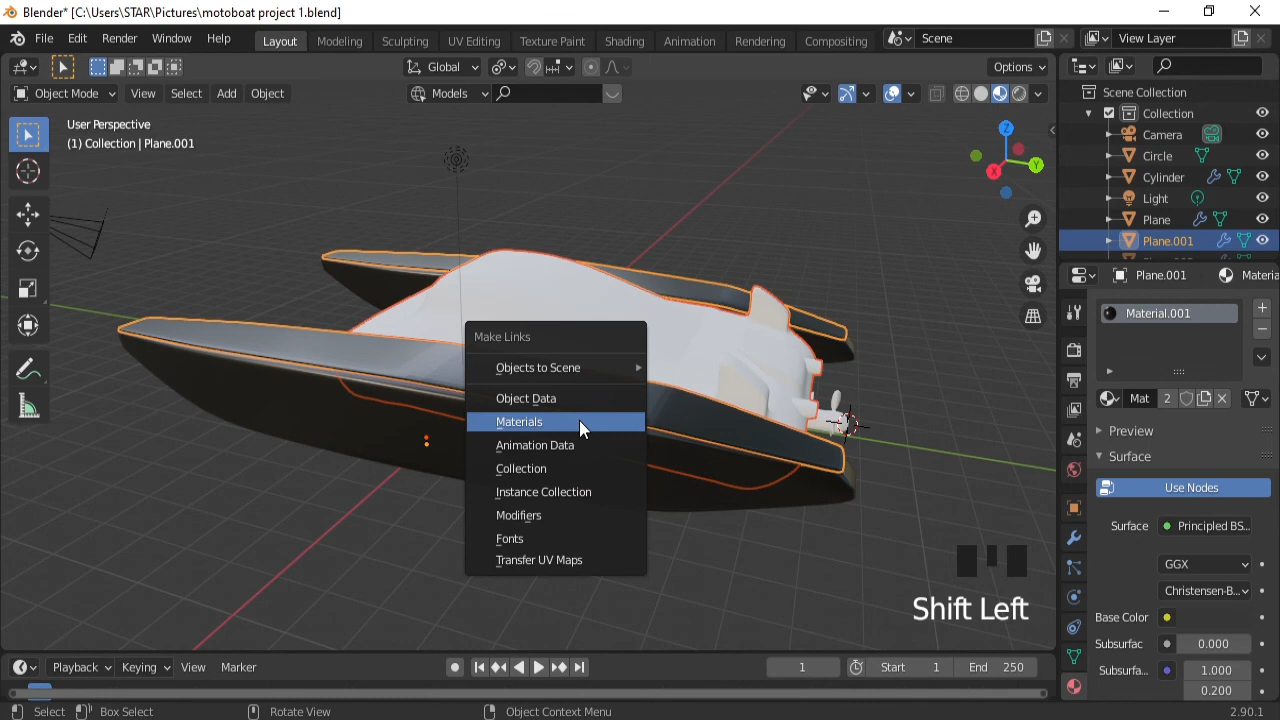 Blender* [C:\Users\STAR\Pictures\motoboat project 1.blend]
File Edit Render Window Help Layout Modeling Sculpting UV Editing Texture Paint Shading Animation Rendering Compositing Scene View Layer
Global Options
Object Mode View Select Add Object Models
User Perspective
(1) Collection | Plane.001
Z
Y
X
Scene Collection
Collection
Camera
Circle
Cylinder
Light
Plane
Plane.001
Plane.001 Materia
Material.001
Mat 2
Preview
Surface
Use Nodes
Surface Principled BS...
GGX
Christensen-B...
Base Color
Subsurfac 0.000
Subsurfa... 1.000
0.200
Make Links
Objects to Scene
Object Data
Materials
Animation Data
Collection
Instance Collection
Modifiers
Fonts
Transfer UV Maps
Shift Left
Playback Keying View Marker 1 Start 1 End 250
Select Box Select Rotate View Object Context Menu 2.90.1